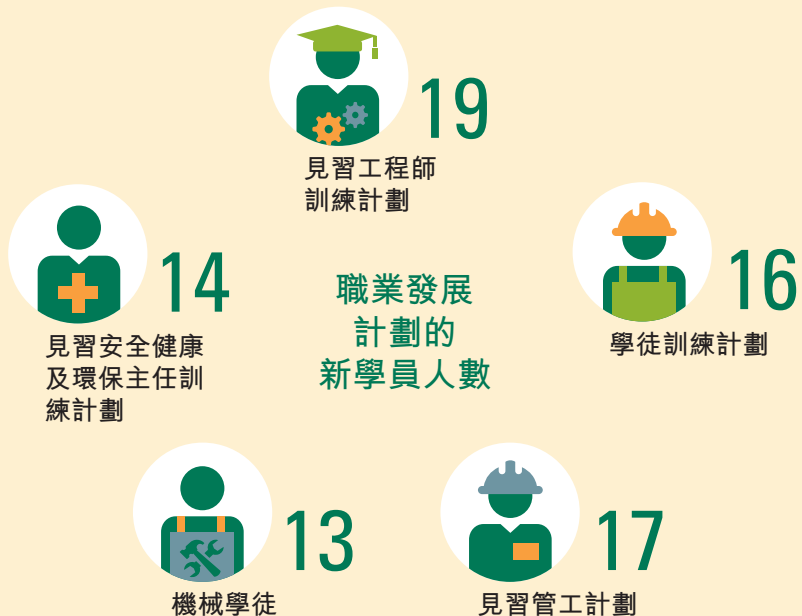 19
見習工程師
訓練計劃
14
見習安全健康
及環保主任訓
練計劃
職業發展
計劃的
新學員人數
16
學徒訓練計劃
13
機械學徒
17
見習管工計劃